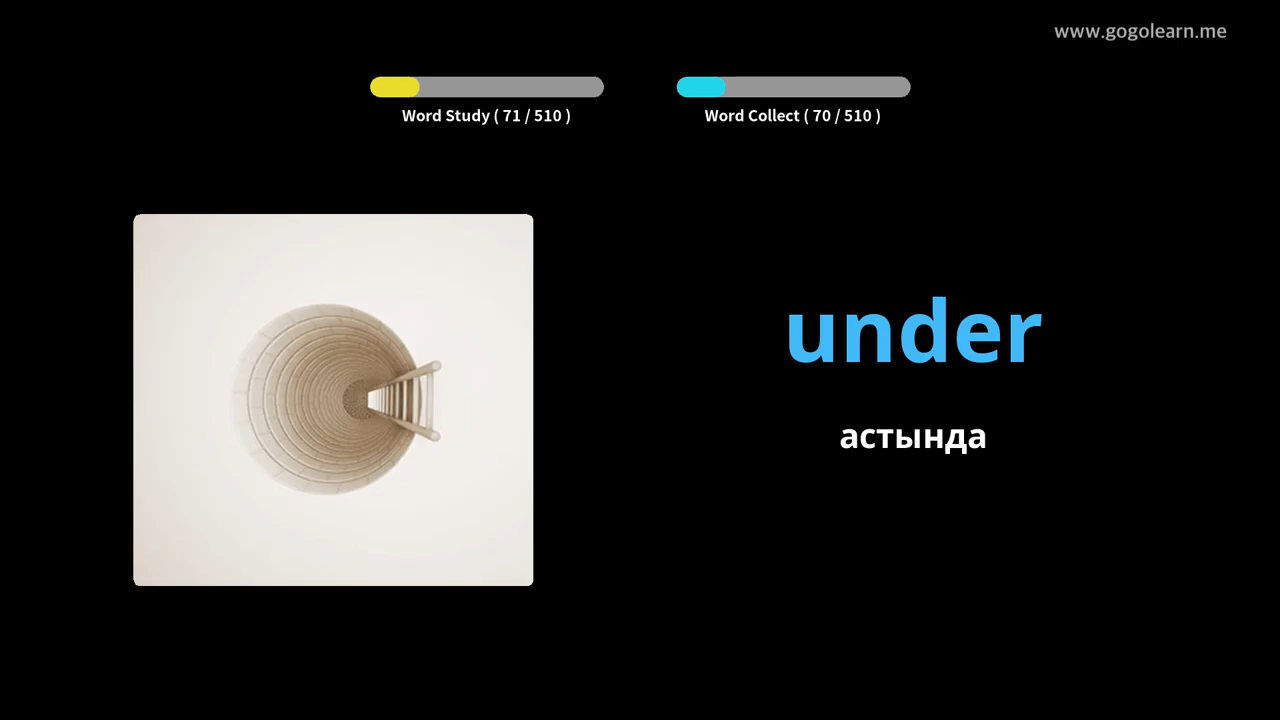 www.gogolearn.me
Word Study ( 71 / 510 )
Word Collect ( 70 / 510 )
under
астында